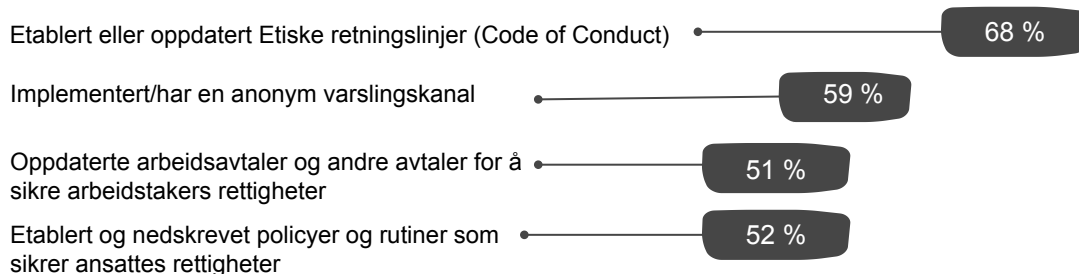 Etablert eller oppdatert Etiske retningslinjer (Code of Conduct) 68 %
Implementert/har en anonym varslingskanal 59 %
Oppdaterte arbeidsavtaler og andre avtaler for å
sikre arbeidstakers rettigheter
51 %
Etablert og nedskrevet policyer og rutiner som
sikrer ansattes rettigheter
52 %